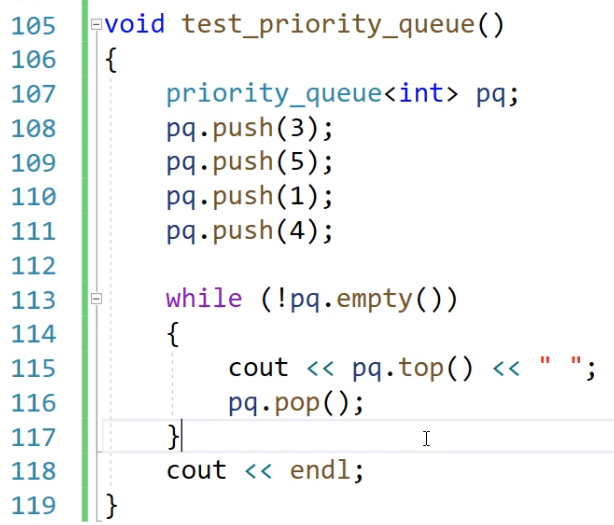 105 void test_priority_queue()
106 {
107     priority_queue<int> pq;
108     pq.push(3);
109     pq.push(5);
110     pq.push(1);
111     pq.push(4);
112
113     while (!pq.empty())
114     {
115         cout << pq.top() << " ";
116         pq.pop();
117     }
118     cout << endl;
119 }